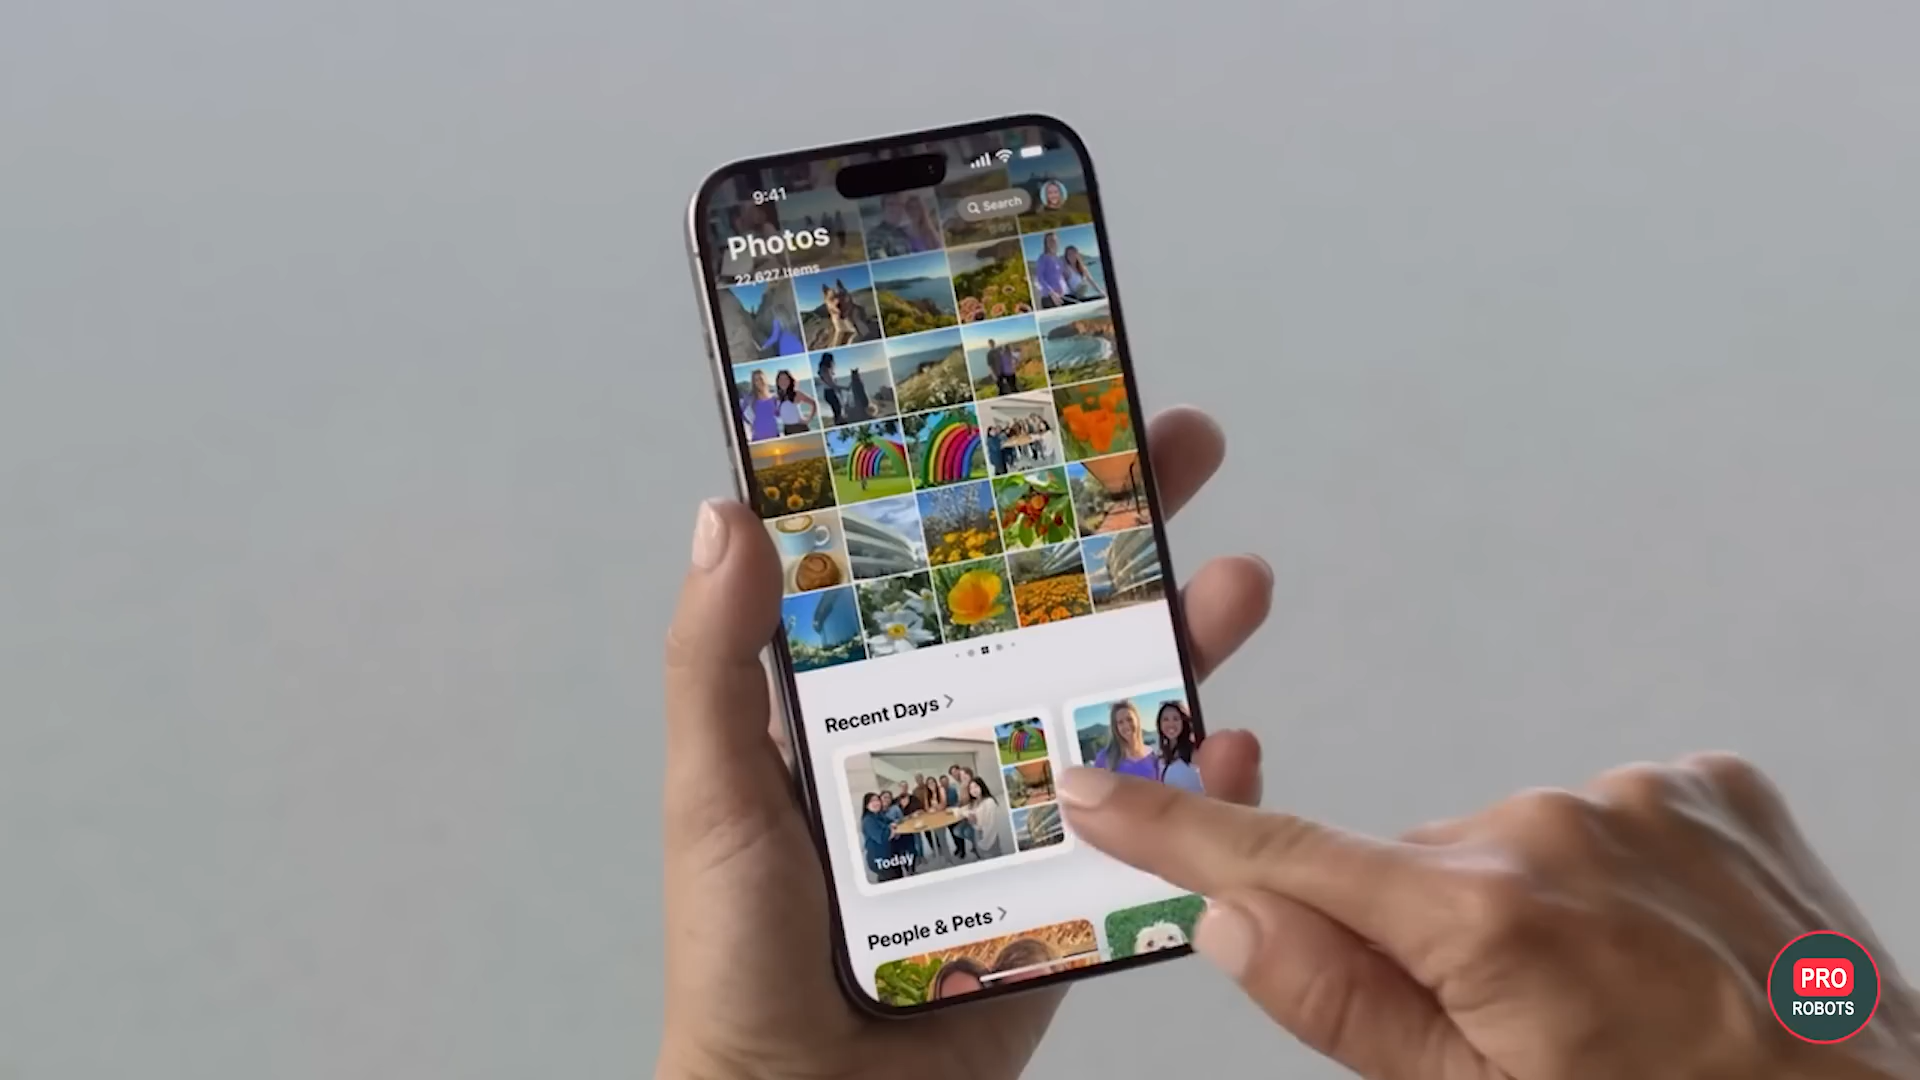 9:41
Search
Photos
22,627 Items
Recent Days
Today
People & Pets
PRO
ROBOTS